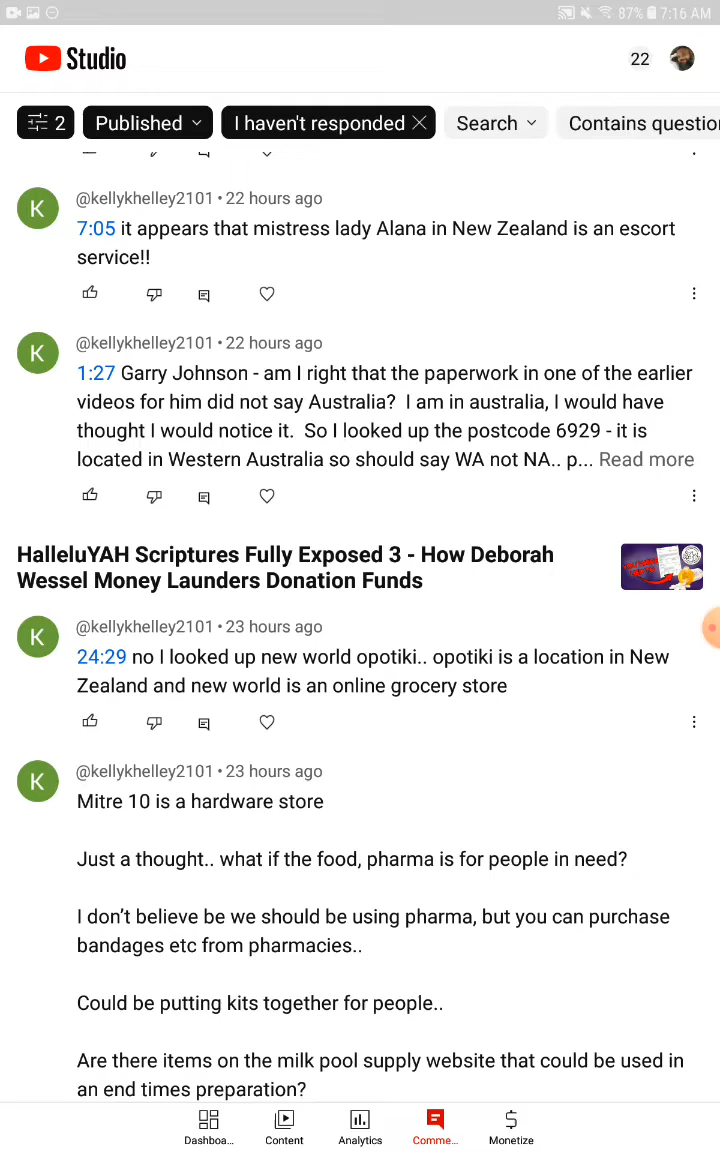 87% 7:16 AM
Studio
22
2 Published I haven't responded Search Contains questio
@kellykhelley2101 • 22 hours ago
7:05 it appears that mistress lady Alana in New Zealand is an escort
service!!
K
@kellykhelley2101 • 22 hours ago
1:27 Garry Johnson - am I right that the paperwork in one of the earlier
videos for him did not say Australia? I am in australia, I would have
thought I would notice it. So I looked up the postcode 6929 - it is
located in Western Australia so should say WA not NA.. p... Read more
K
HalleluYAH Scriptures Fully Exposed 3 - How Deborah
Wessel Money Launders Donation Funds
@kellykhelley2101 • 23 hours ago
24:29 no I looked up new world opotiki.. opotiki is a location in New
Zealand and new world is an online grocery store
K
@kellykhelley2101 • 23 hours ago
Mitre 10 is a hardware store
K
Just a thought.. what if the food, pharma is for people in need?
I don't believe be we should be using pharma, but you can purchase
bandages etc from pharmacies..
Could be putting kits together for people..
Are there items on the milk pool supply website that could be used in
an end times preparation?
Dashboa... Content Analytics Comme... Monetize